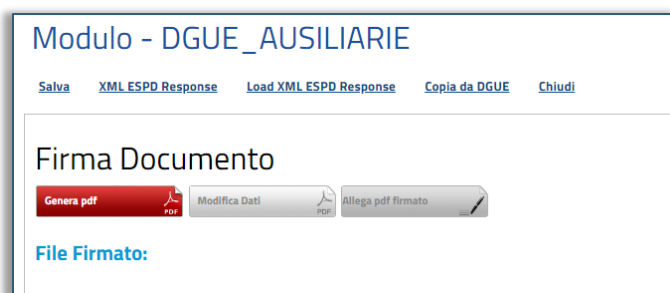 Modulo - DGUE_AUSILIARIE
Salva XML ESPD Response Load XML ESPD Response Copia da DGUE Chiudi
Firma Documento
Genera pdf PDF Modifica Dati PDF Allega pdf firmato
File Firmato: